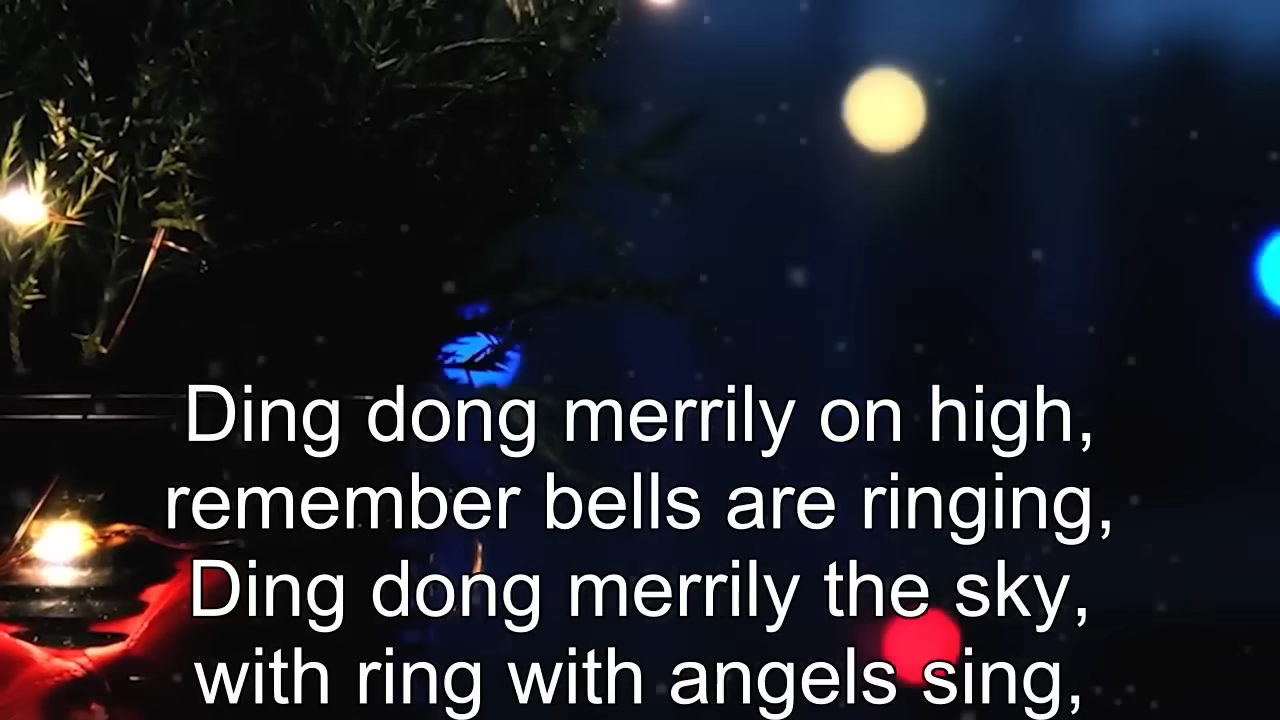 Ding dong merrily on high,
remember bells are ringing,
Ding dong merrily the sky,
with ring with angels sing,